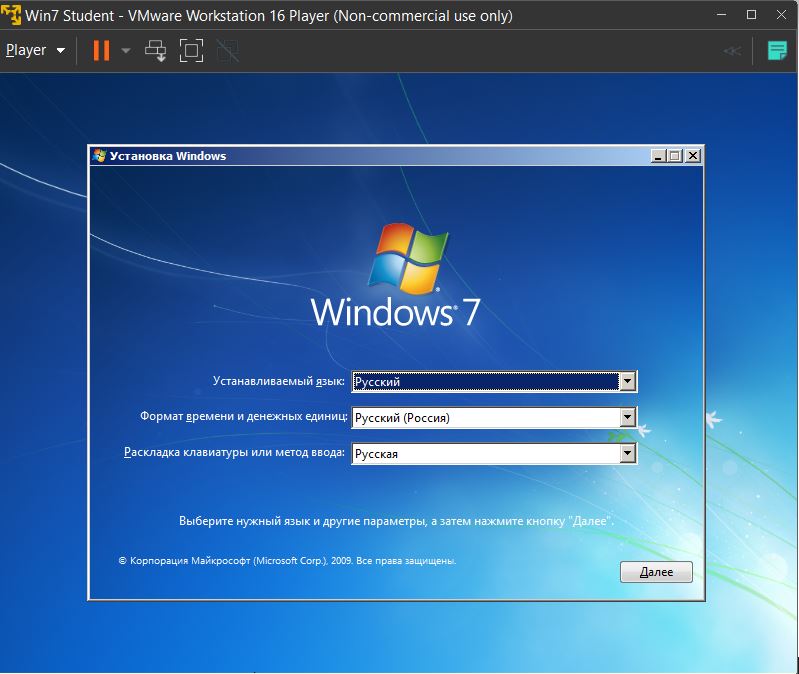 Win7 Student - VMware Workstation 16 Player (Non-commercial use only)
Player
Установка Windows
Windows® 7
Устанавливаемый язык: Русский
Формат времени и денежных единиц: Русский (Россия)
Раскладка клавиатуры или метод ввода: Русская
Выберите нужный язык и другие параметры, а затем нажмите кнопку "Далее".
© Корпорация Майкрософт (Microsoft Corp.), 2009. Все права защищены.
Далее